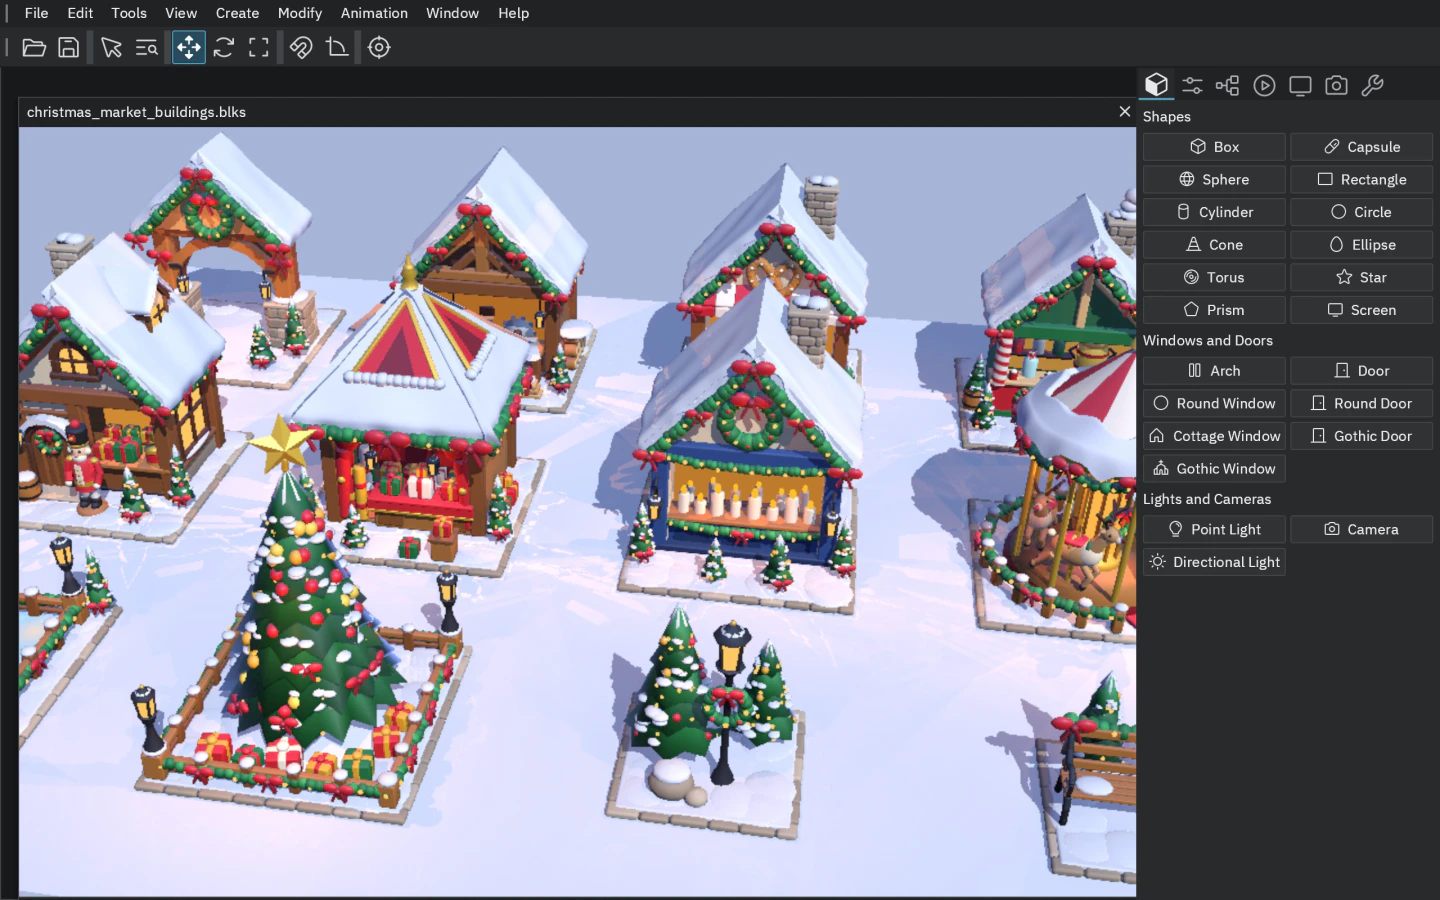 File Edit Tools View Create Modify Animation Window Help
christmas_market_buildings.blks
Shapes
Box Capsule
Sphere Rectangle
Cylinder Circle
Cone Ellipse
Torus Star
Prism Screen
Windows and Doors
Arch Door
Round Window Round Door
Cottage Window Gothic Door
Gothic Window
Lights and Cameras
Point Light Camera
Directional Light